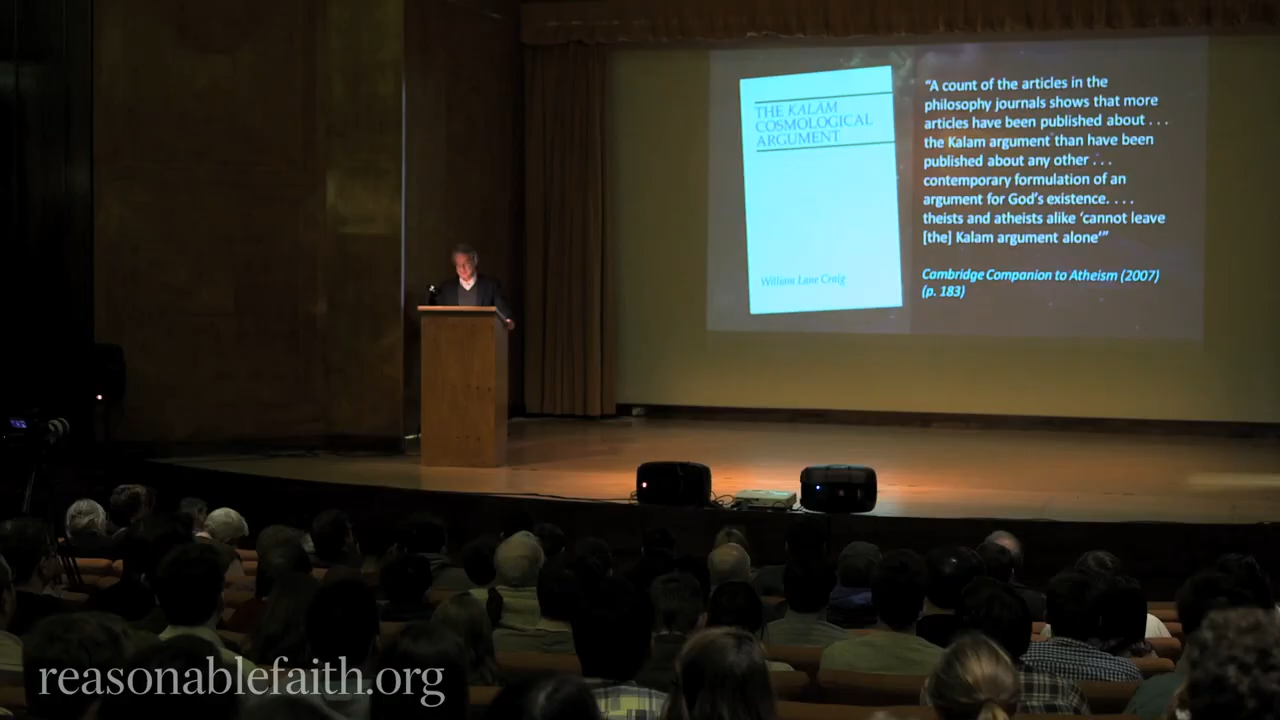 THE KALĀM
COSMOLOGICAL
ARGUMENT
William Lane Craig
“A count of the articles in the
philosophy journals shows that more
articles have been published about . . .
the Kalam argument than have been
published about any other . . .
contemporary formulation of an
argument for God’s existence. . . .
theists and atheists alike ‘cannot leave
[the] Kalam argument alone’”
Cambridge Companion to Atheism (2007)
(p. 183)
reasonablefaith.org